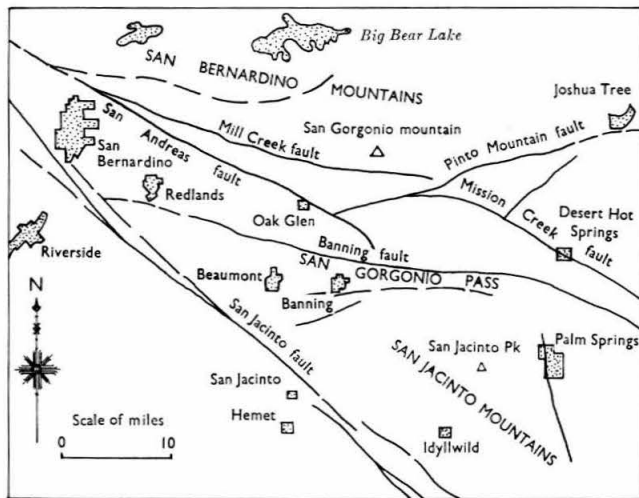 Big Bear Lake
SAN BERNARDINO
MOUNTAINS
Joshua Tree
San Andreas fault
San Bernardino
Mill Creek fault
San Gorgonio mountain
Pinto Mountain fault
Redlands
Oak Glen
Mission Creek fault
Desert Hot
Springs
Riverside
Banning fault
SAN
GORGONIO PASS
Beaumont
Banning
N
San Jacinto fault
San Jacinto Pk
Palm Springs
SAN JACINTO MOUNTAINS
San Jacinto
Hemet
Idyllwild
Scale of miles
0 10